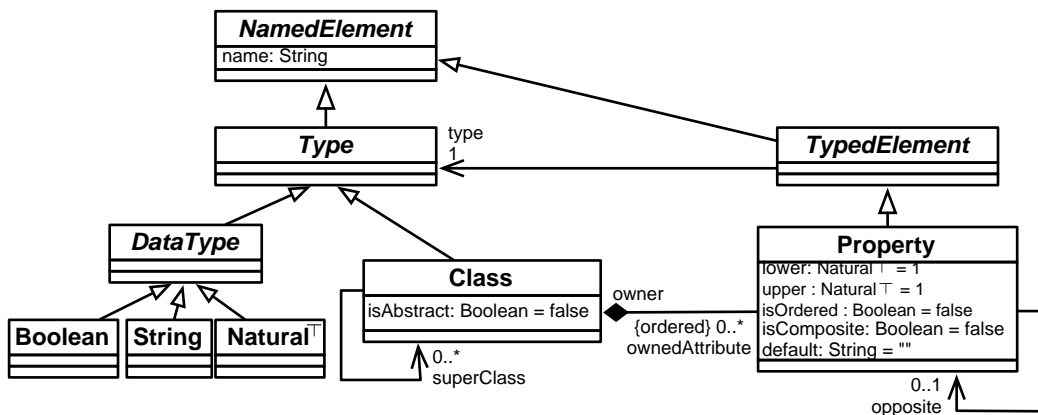 NamedElement
name: String
type
1
Type
TypedElement
DataType
Class
isAbstract: Boolean = false
Property
lower: Natural⊤ = 1
upper : Natural⊤ = 1
isOrdered : Boolean = false
isComposite: Boolean = false
default: String = ""
owner
{ordered} 0..*
ownedAttribute
Boolean
String
Natural⊤
0..*
superClass
0..1
opposite